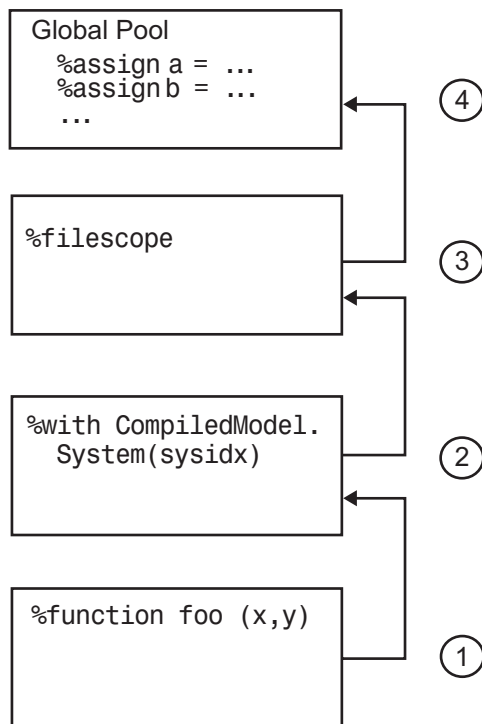 Global Pool
%assign a = ...
%assign b = ...
...
4
%filescope
3
%with CompiledModel.
System(sysidx)
2
%function foo (x,y)
1